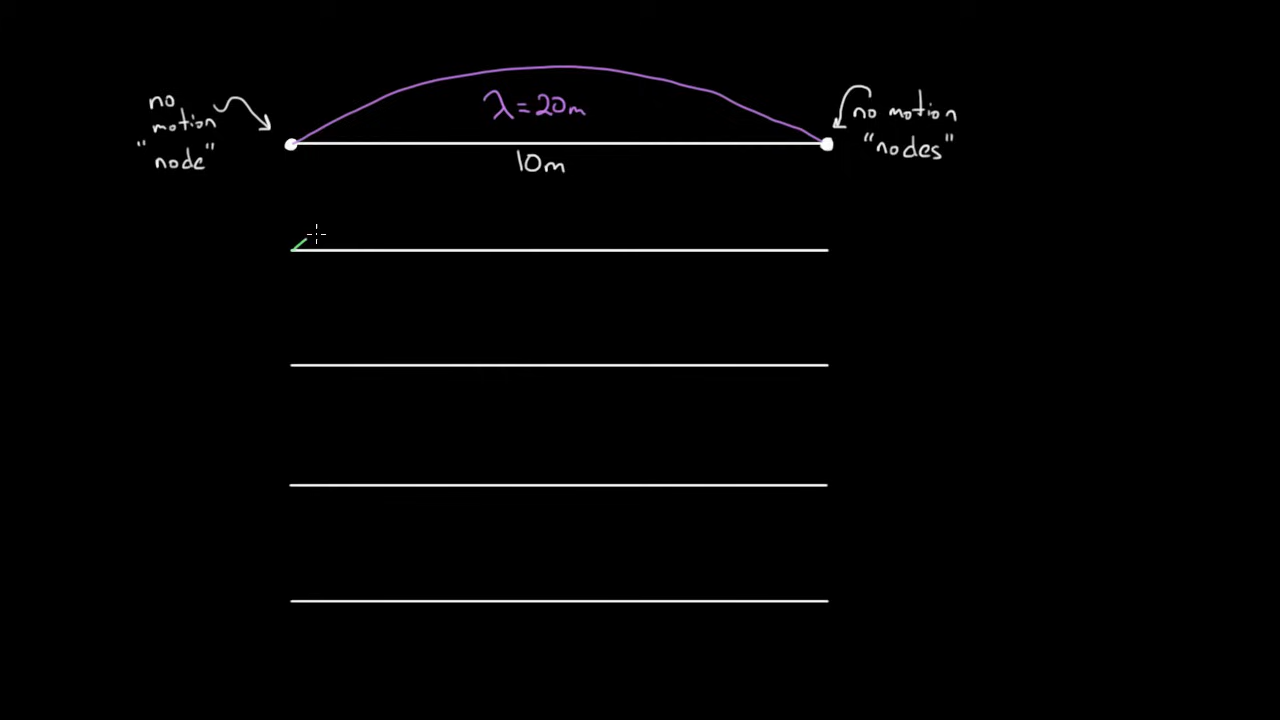 no
motion
"node"
λ=20m
10m
no motion
"nodes"